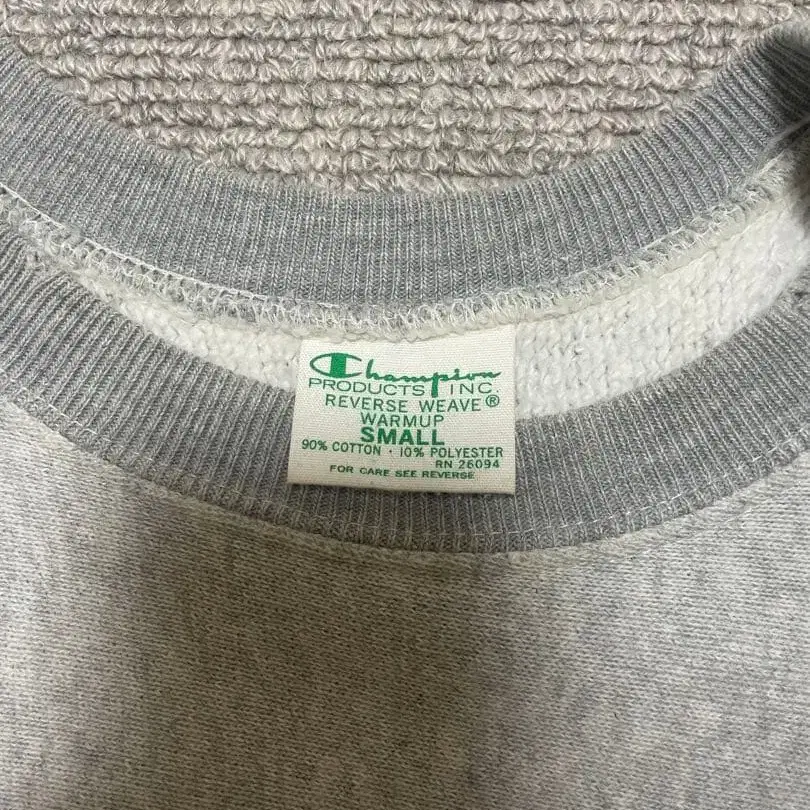 Champion
PRODUCTS INC.
REVERSE WEAVE®
WARMUP
SMALL
90% COTTON · 10% POLYESTER
RN 26094
FOR CARE SEE REVERSE